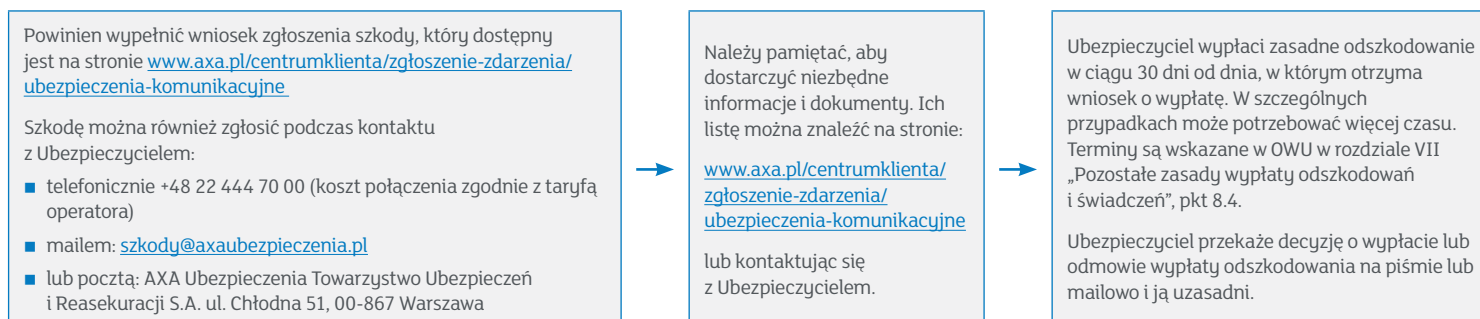 Powinien wypełnić wniosek zgłoszenia szkody, który dostępny
jest na stronie www.axa.pl/centrumklienta/zgłoszenie-zdarzenia/
ubezpieczenia-komunikacyjne
Szkodę można również zgłosić podczas kontaktu
z Ubezpieczycielem:
■ telefonicznie +48 22 444 70 00 (koszt połączenia zgodnie z taryfą
operatora)
■ mailem: szkody@axaubezpieczenia.pl
■ lub pocztą: AXA Ubezpieczenia Towarzystwo Ubezpieczeń
i Reasekuracji S.A. ul. Chłodna 51, 00-867 Warszawa
Należy pamiętać, aby
dostarczyć niezbędne
informacje i dokumenty. Ich
listę można znaleźć na stronie:
www.axa.pl/centrumklienta/
zgłoszenie-zdarzenia/
ubezpieczenia-komunikacyjne
lub kontaktując się
z Ubezpieczycielem.
Ubezpieczyciel wypłaci zasadne odszkodowanie
w ciągu 30 dni od dnia, w którym otrzyma
wniosek o wypłatę. W szczególnych
przypadkach może potrzebować więcej czasu.
Terminy są wskazane w OWU w rozdziale VII
„Pozostałe zasady wypłaty odszkodowań
i świadczeń”, pkt 8.4.
Ubezpieczyciel przekaże decyzję o wypłacie lub
odmowie wypłaty odszkodowania na piśmie lub
mailowo i ją uzasadni.